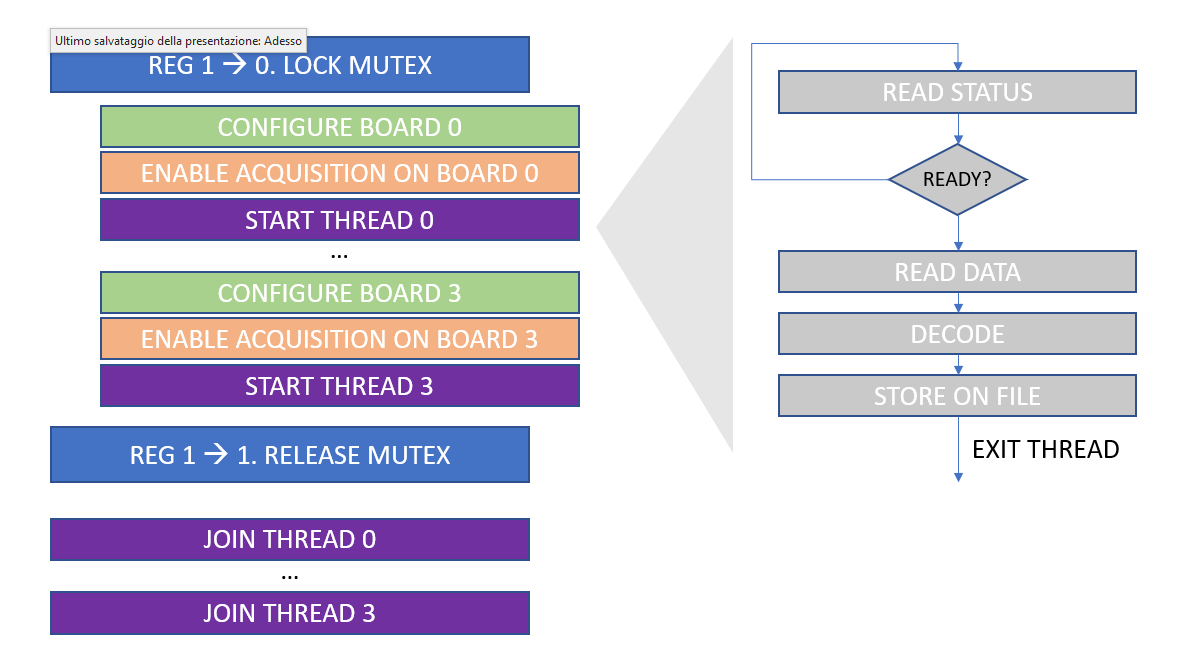 Ultimo salvataggio della presentazione: Adesso
REG 1 → 0. LOCK MUTEX
CONFIGURE BOARD 0
ENABLE ACQUISITION ON BOARD 0
START THREAD 0
...
CONFIGURE BOARD 3
ENABLE ACQUISITION ON BOARD 3
START THREAD 3
REG 1 → 1. RELEASE MUTEX
JOIN THREAD 0
...
JOIN THREAD 3
READ STATUS
READY?
READ DATA
DECODE
STORE ON FILE
EXIT THREAD